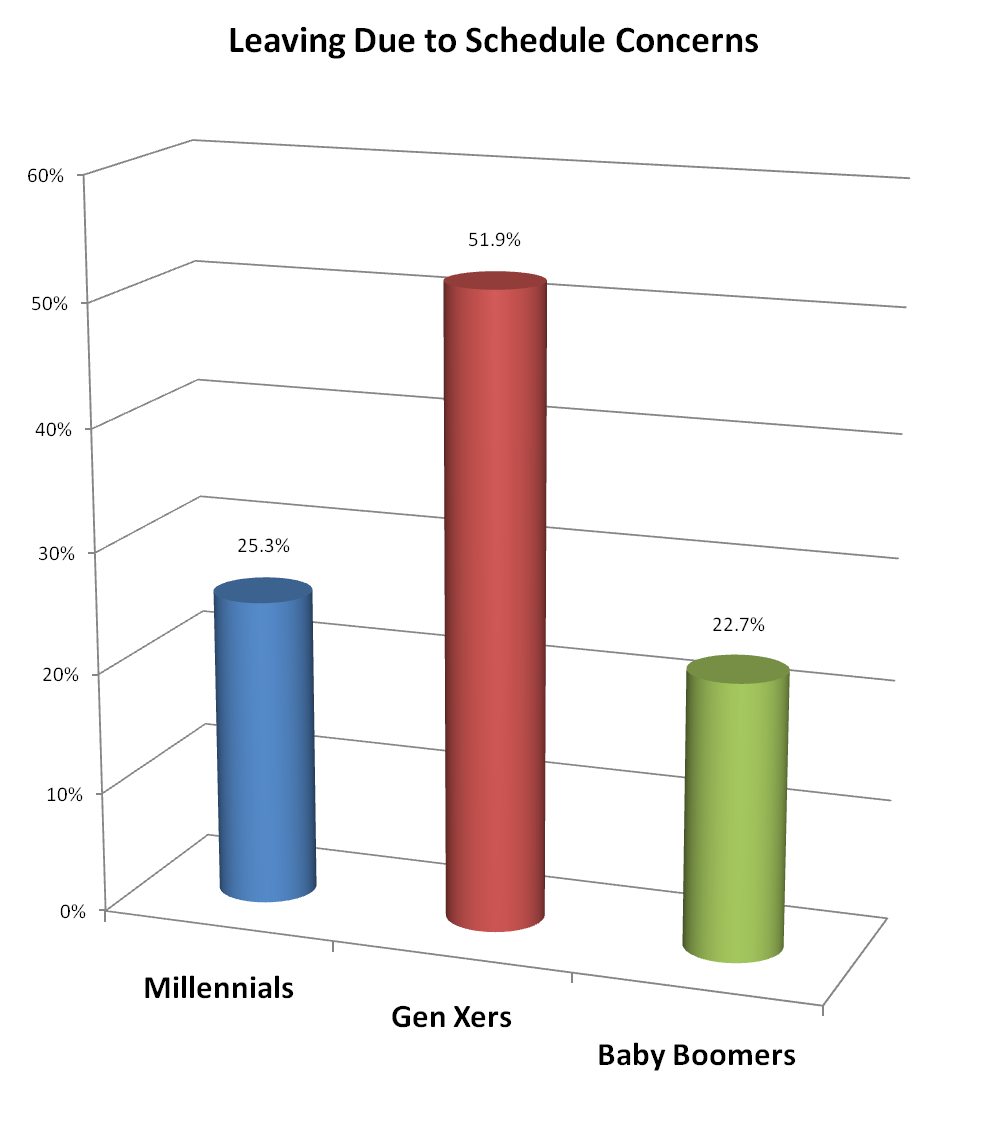 Leaving Due to Schedule Concerns
60%
51.9%
50%
40%
30%
25.3%
22.7%
20%
10%
0%
Millennials
Gen Xers
Baby Boomers